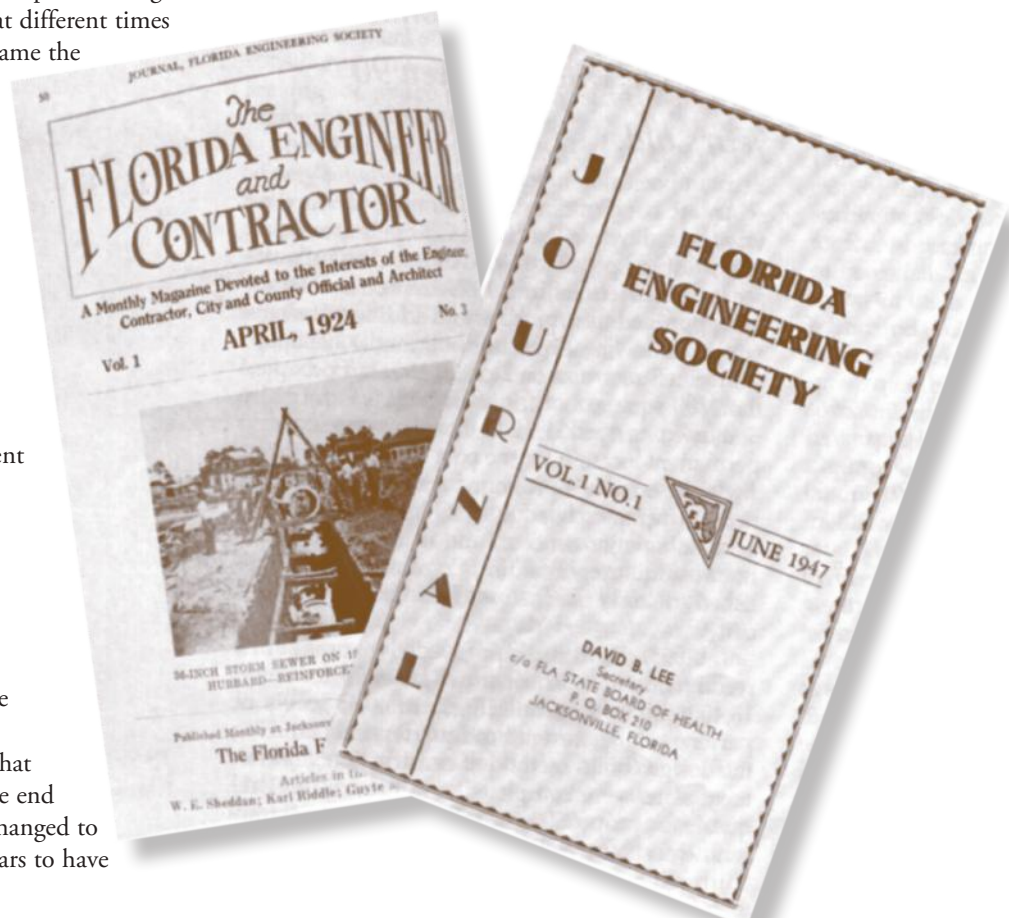 at different times
ame the
ent
e
hat
e end
hanged to
ars to have
50
JOURNAL, FLORIDA ENGINEERING SOCIETY
The
FLORIDA ENGINEER
and
CONTRACTOR
A Monthly Magazine Devoted to the Interests of the Engineer,
Contractor, City and County Official and Architect
APRIL, 1924
Vol. 1
No. 3
36-INCH STORM SEWER ON
HUBBARD—REINFORCE
Published Monthly at Jacksonv
The Florida
Articles in
W. E. Sheddan; Karl Riddle; Guyte
JOURNAL
FLORIDA
ENGINEERING
SOCIETY
VOL. 1 NO. 1
JUNE 1947
DAVID B. LEE
Secretary
c/o FLA STATE BOARD OF HEALTH
P. O. BOX 210
JACKSONVILLE, FLORIDA